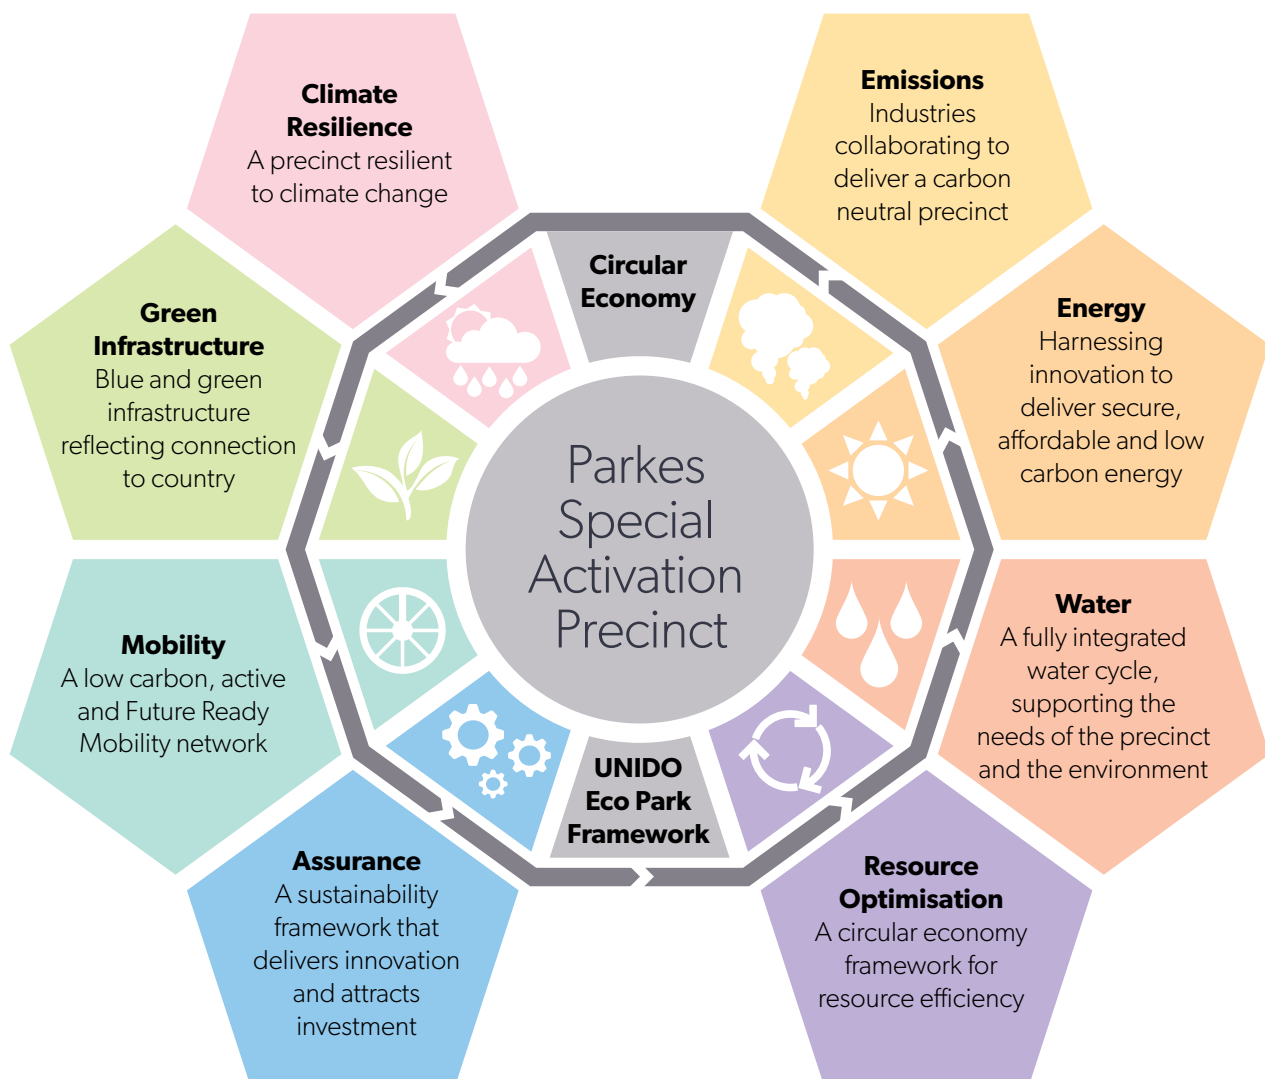 Climate
Resilience
A precinct resilient
to climate change
Emissions
Industries
collaborating to
deliver a carbon
neutral precinct
Circular
Economy
Green
Infrastructure
Blue and green
infrastructure
reflecting connection
to country
Energy
Harnessing
innovation to
deliver secure,
affordable and low
carbon energy
Parkes
Special
Activation
Precinct
Mobility
A low carbon, active
and Future Ready
Mobility network
Water
A fully integrated
water cycle,
supporting the
needs of the precinct
and the environment
UNIDO
Eco Park
Framework
Assurance
A sustainability
framework that
delivers innovation
and attracts
investment
Resource
Optimisation
A circular economy
framework for
resource efficiency